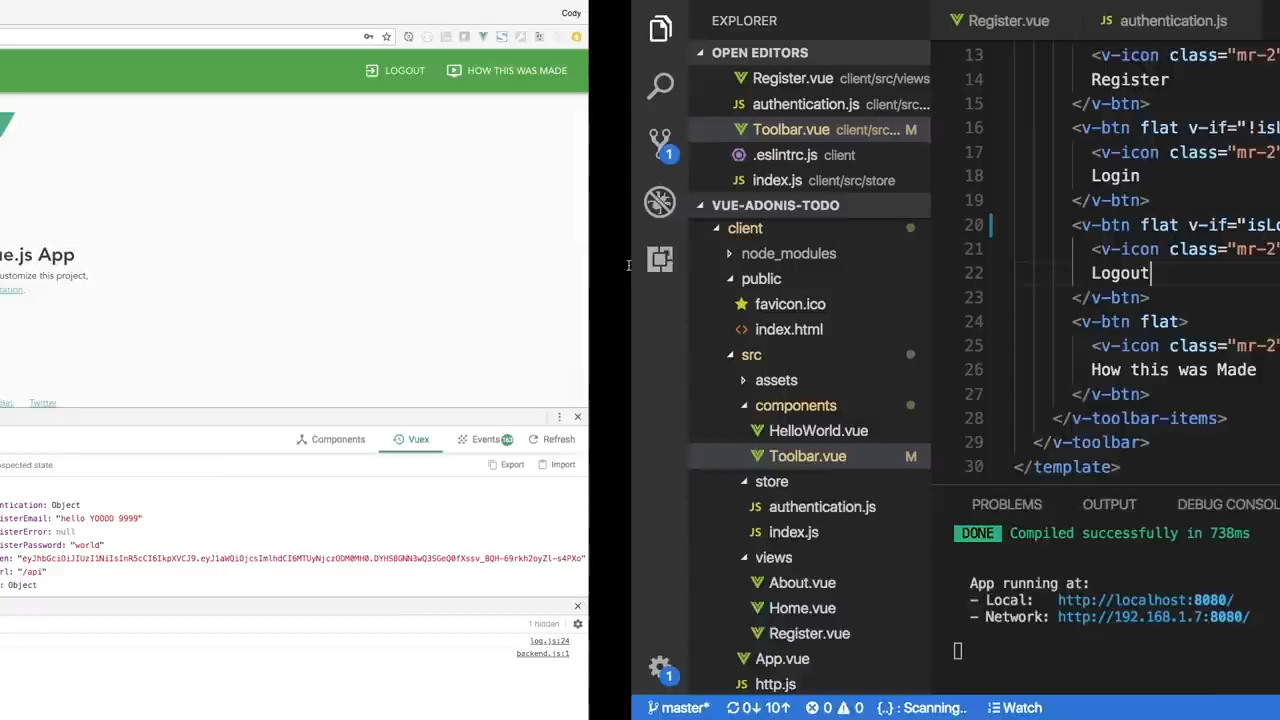 Cody
LOGOUT
HOW THIS WAS MADE
ue.js App
ustomize this project,
tation.
Twitter
Components
Vuex
Events
163
Refresh
spected state
Export
Import
ntication: Object
isterEmail: "hello YOOOO 9999"
isterError: null
isterPassword: "world"
rl: "/api"
: Object
1 hidden
log.js:24
backend.js:1
EXPLORER
OPEN EDITORS
Register.vue client/src/views
authentication.js client/src...
Toolbar.vue client/src... M
.eslintrc.js client
index.js client/src/store
VUE-ADONIS-TODO
client
node_modules
public
favicon.ico
index.html
src
assets
components
HelloWorld.vue
Toolbar.vue M
store
authentication.js
index.js
views
About.vue
Home.vue
Register.vue
App.vue
http.js
1
1
Register.vue
authentication.js
13 <v-icon class="mr-2"
14 Register
15 </v-btn>
16 <v-btn flat v-if="!isL
17 <v-icon class="mr-2"
18 Login
19 </v-btn>
20 <v-btn flat v-if="isLo
21 <v-icon class="mr-2"
22 Logout
23 </v-btn>
24 <v-btn flat>
25 <v-icon class="mr-2"
26 How this was Made
27 </v-btn>
28 </v-toolbar-items>
29 </v-toolbar>
30 </template>
PROBLEMS
OUTPUT
DEBUG CONSOL
DONE Compiled successfully in 738ms
App running at:
- Local: http://localhost:8080/
- Network: http://192.168.1.7:8080/
master* 0↓ 10↑ 0 0 {..} : Scanning.. Watch